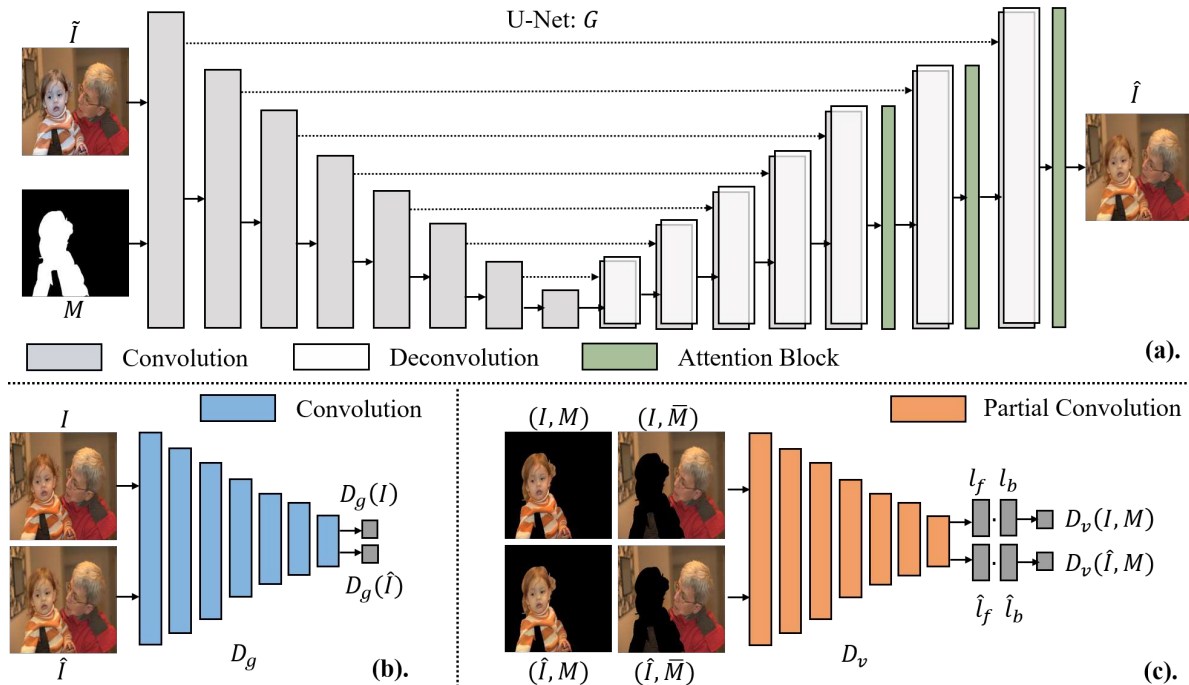 U-Net: G
Ĩ
Î
M
Convolution
Deconvolution
Attention Block
(a).
Convolution
I
D_g(I)
D_g(Î)
Î
D_g
(b).
Partial Convolution
(I, M)
(I, M̅)
l_f
l_b
D_v(I, M)
D_v(Î, M)
l̂_f
l̂_b
(Î, M)
(Î, M̅)
D_v
(c).